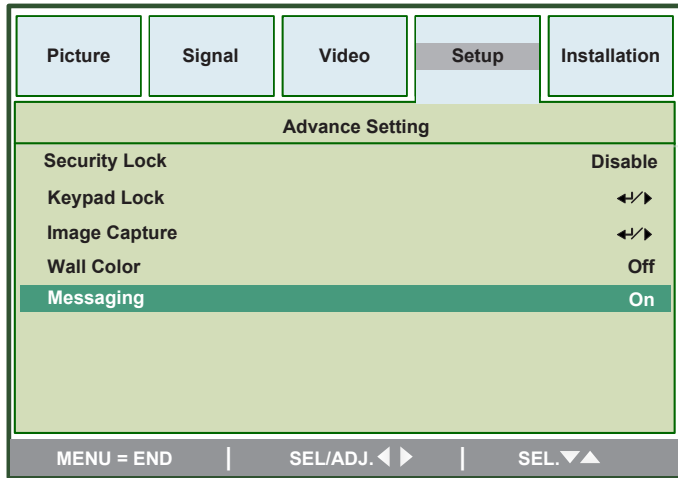 Picture Signal Video Setup Installation
Advance Setting
Security Lock Disable
Keypad Lock
Image Capture
Wall Color Off
Messaging On
MENU = END | SEL/ADJ. ◀ ▶ | SEL.▼▲